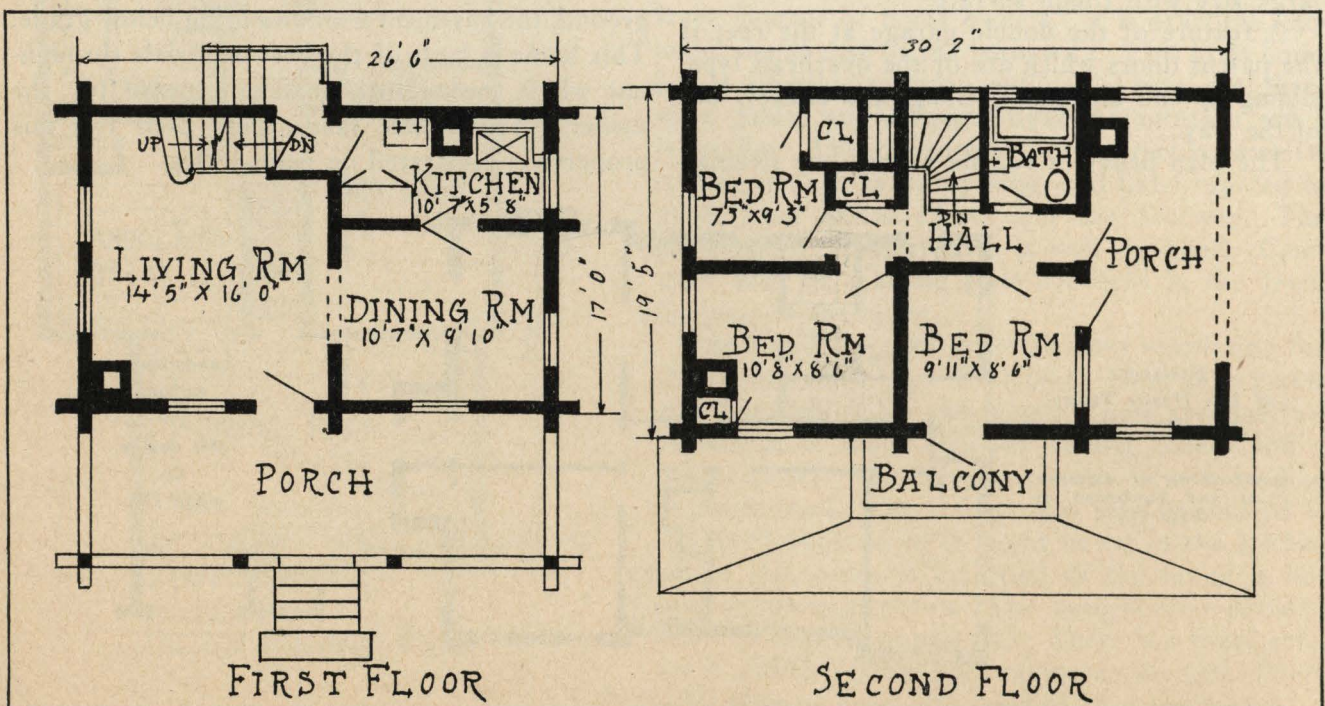 26' 6"
UP
DN
KITCHEN
10' 7" X 5' 8"
LIVING RM
14' 5" X 16' 0"
DINING RM
10' 7" X 9' 10"
17' 0"
PORCH
FIRST FLOOR
30' 2"
19' 5"
CL
BED RM
7'3" X 9' 3"
CL
BATH
DN
HALL
PORCH
BED RM
10' 8" X 8' 6"
BED RM
9' 11" X 8' 6"
CL
BALCONY
SECOND FLOOR